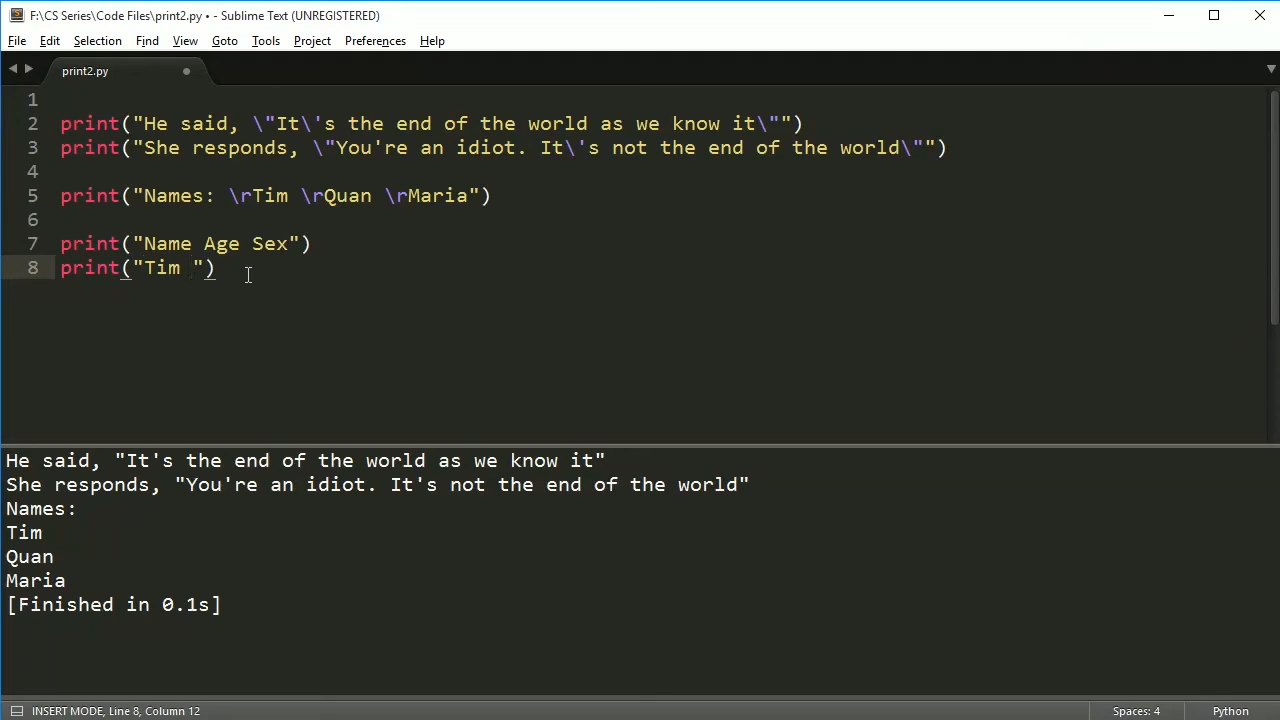 F:\CS Series\Code Files\print2.py • - Sublime Text (UNREGISTERED)
File Edit Selection Find View Goto Tools Project Preferences Help
print2.py
1
2 print("He said, \"It\'s the end of the world as we know it\"")
3 print("She responds, \"You're an idiot. It\'s not the end of the world\"")
4
5 print("Names: \rTim \rQuan \rMaria")
6
7 print("Name Age Sex")
8 print("Tim ")
He said, "It's the end of the world as we know it"
She responds, "You're an idiot. It's not the end of the world"
Names:
Tim
Quan
Maria
[Finished in 0.1s]
INSERT MODE, Line 8, Column 12 Spaces: 4 Python